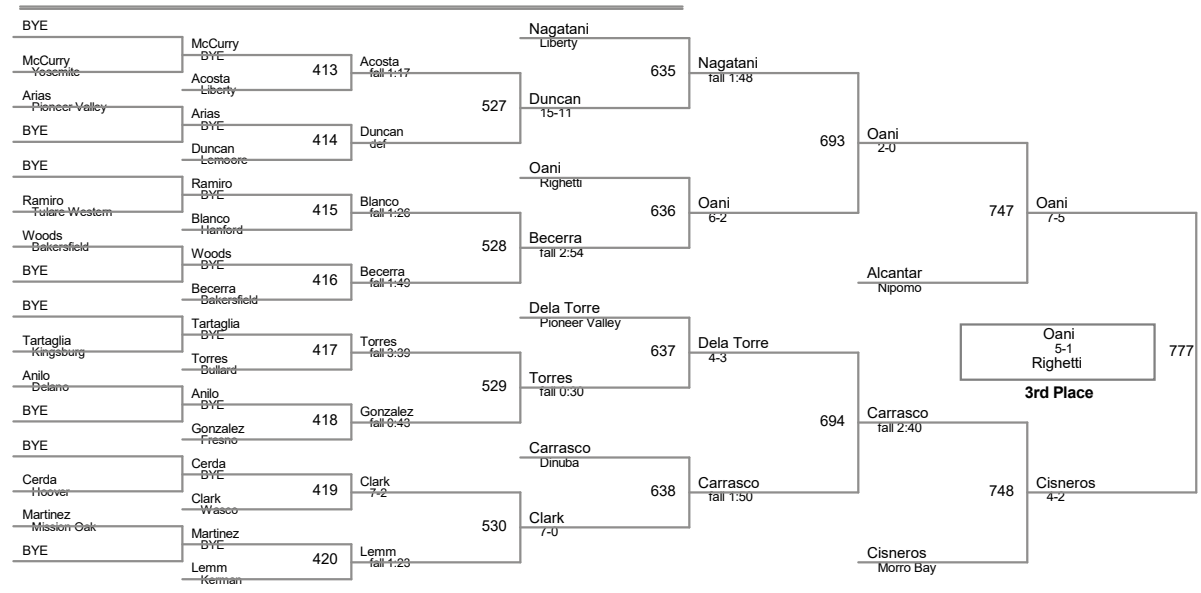 BYE
McCurry
Yosemite
Arias
Pioneer Valley
BYE
BYE
Ramiro
Tulare Western
Woods
Bakersfield
BYE
BYE
Tartaglia
Kingsburg
Anilo
Delano
BYE
BYE
Cerda
Hoover
Martinez
Mission Oak
BYE
McCurry
BYE
413
Acosta
Liberty
Arias
BYE
414
Duncan
Lemoore
Ramiro
BYE
415
Blanco
Hanford
Woods
BYE
416
Becerra
Bakersfield
Tartaglia
BYE
417
Torres
Bullard
Anilo
BYE
418
Gonzalez
Fresno
Cerda
BYE
419
Clark
Wasco
Martinez
BYE
420
Lemm
Kerman
Acosta
fall 1:17
527
Duncan
def
Blanco
fall 1:26
528
Becerra
fall 1:49
Torres
fall 3:39
529
Gonzalez
fall 0:43
Clark
7-2
530
Lemm
fall 1:23
Nagatani
Liberty
635
Duncan
15-11
Oani
Righetti
636
Becerra
fall 2:54
Dela Torre
Pioneer Valley
637
Torres
fall 0:30
Carrasco
Dinuba
638
Clark
7-0
Nagatani
fall 1:48
693
Oani
6-2
Dela Torre
4-3
694
Carrasco
fall 1:50
Oani
2-0
747
Alcantar
Nipomo
Carrasco
fall 2:40
748
Cisneros
Morro Bay
Oani
7-5
777
Cisneros
4-2
Oani
5-1
Righetti
3rd Place